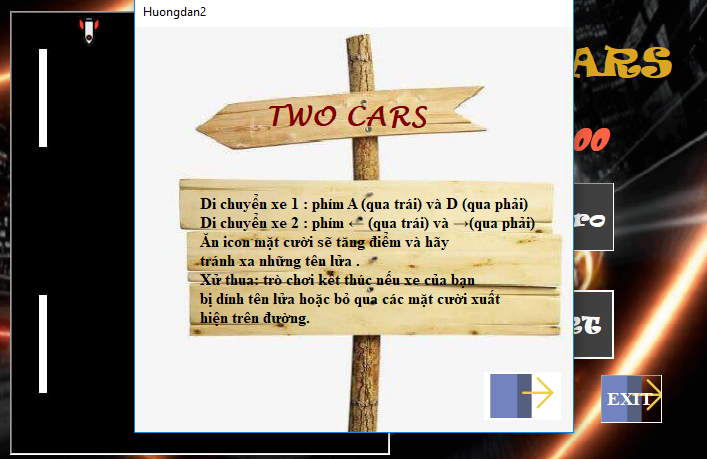 Huongdan2
TWO CARS
Di chuyển xe 1 : phím A (qua trái) và D (qua phải)
Di chuyển xe 2 : phím ← (qua trái) và →(qua phải)
Ăn icon mặt cười sẽ tăng điểm và hãy
tránh xa những tên lửa .
Xử thua: trò chơi kết thúc nếu xe của bạn
bị dính tên lửa hoặc bỏ qua các mặt cười xuất
hiện trên đường.
ARS
00
EXIT